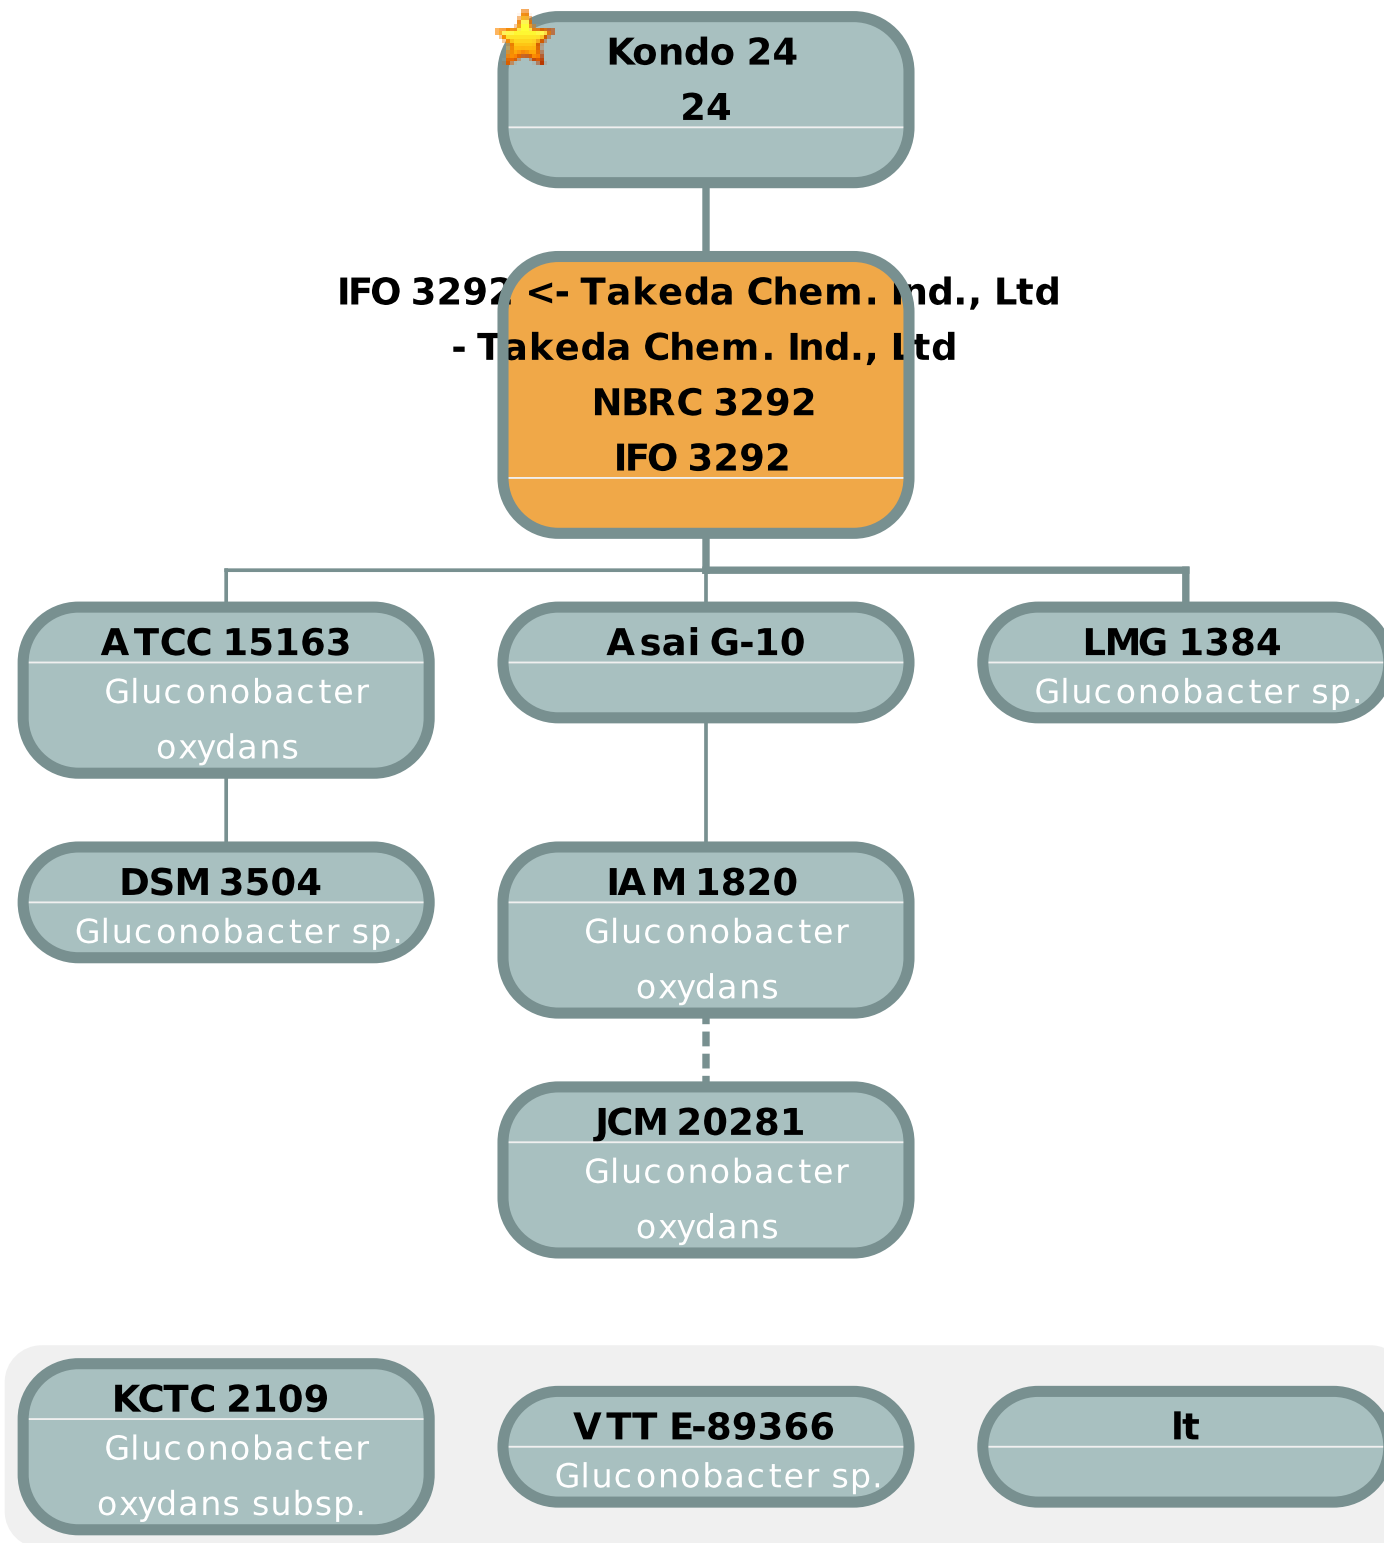 Kondo 24
24
IFO 3292 <- Takeda Chem. Ind., Ltd
- Takeda Chem. Ind., Ltd
NBRC 3292
IFO 3292
ATCC 15163
Gluconobacter
oxydans
Asai G-10
LMG 1384
Gluconobacter sp.
DSM 3504
Gluconobacter sp.
IAM 1820
Gluconobacter
oxydans
JCM 20281
Gluconobacter
oxydans
KCTC 2109
Gluconobacter
oxydans subsp.
VTT E-89366
Gluconobacter sp.